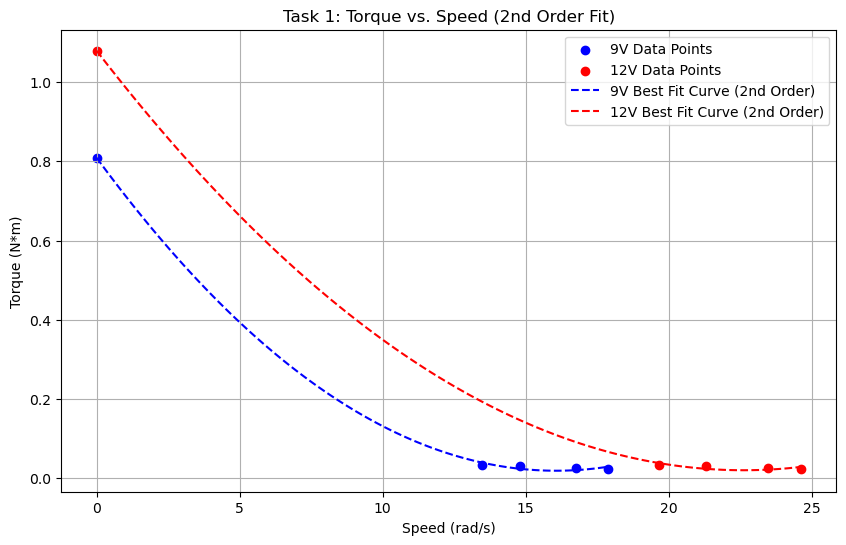 Task 1: Torque vs. Speed (2nd Order Fit)
9V Data Points
12V Data Points
9V Best Fit Curve (2nd Order)
12V Best Fit Curve (2nd Order)
Torque (N*m)
1.0
0.8
0.6
0.4
0.2
0.0
0 5 10 15 20 25
Speed (rad/s)